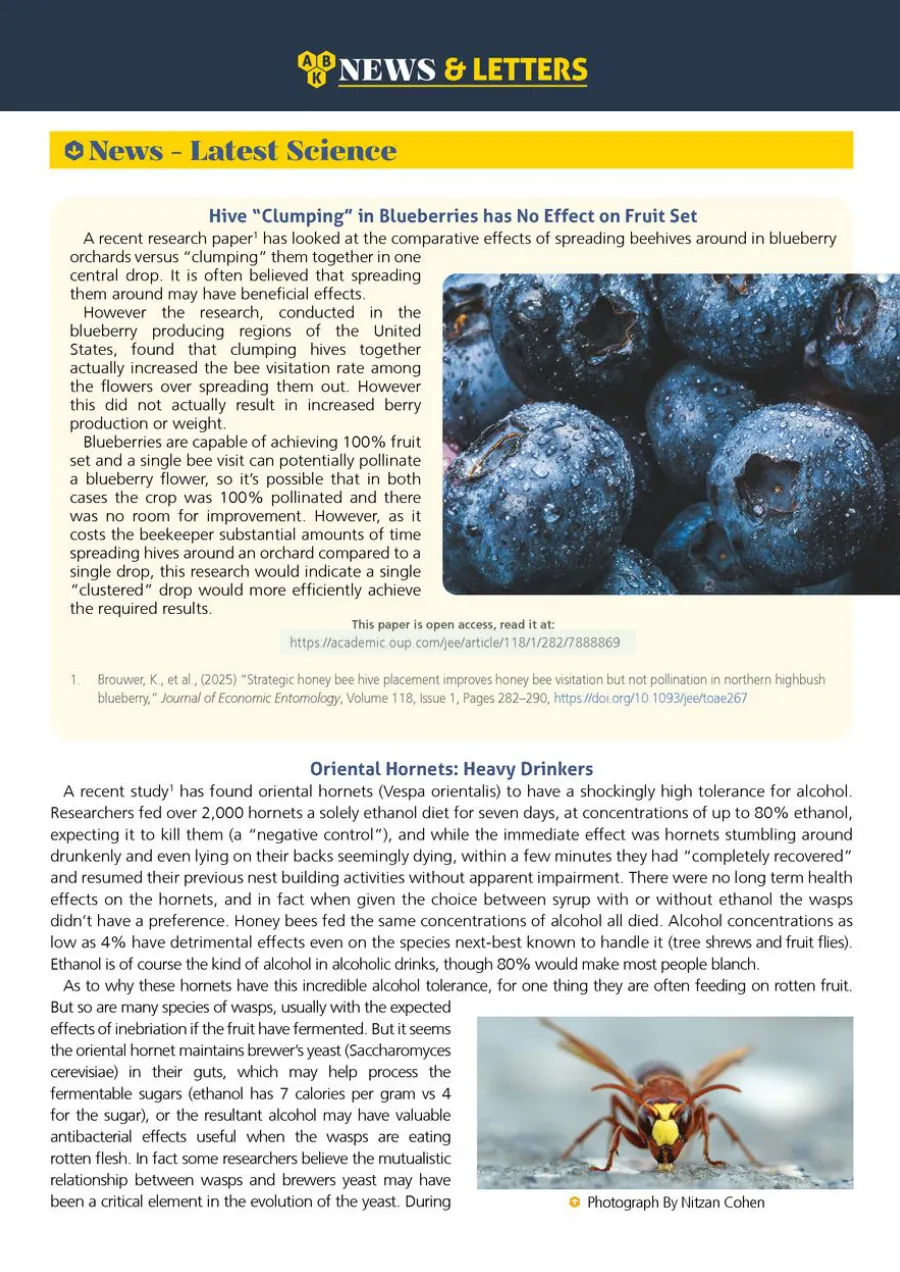 ABK NEWS & LETTERS
News - Latest Science
Hive “Clumping” in Blueberries has No Effect on Fruit Set
A recent research paper¹ has looked at the comparative effects of spreading beehives around in blueberry
orchards versus “clumping” them together in one
central drop. It is often believed that spreading
them around may have beneficial effects.
However the research, conducted in the
blueberry producing regions of the United
States, found that clumping hives together
actually increased the bee visitation rate among
the flowers over spreading them out. However
this did not actually result in increased berry
production or weight.
Blueberries are capable of achieving 100% fruit
set and a single bee visit can potentially pollinate
a blueberry flower, so it’s possible that in both
cases the crop was 100% pollinated and there
was no room for improvement. However, as it
costs the beekeeper substantial amounts of time
spreading hives around an orchard compared to a
single drop, this research would indicate a single
“clustered” drop would more efficiently achieve
the required results.
This paper is open access, read it at:
https://academic.oup.com/jee/article/118/1/282/7888869
1. Brouwer, K., et al., (2025) “Strategic honey bee hive placement improves honey bee visitation but not pollination in northern highbush
blueberry,” Journal of Economic Entomology, Volume 118, Issue 1, Pages 282–290, https://doi.org/10.1093/jee/toae267
Oriental Hornets: Heavy Drinkers
A recent study¹ has found oriental hornets (Vespa orientalis) to have a shockingly high tolerance for alcohol.
Researchers fed over 2,000 hornets a solely ethanol diet for seven days, at concentrations of up to 80% ethanol,
expecting it to kill them (a “negative control”), and while the immediate effect was hornets stumbling around
drunkenly and even lying on their backs seemingly dying, within a few minutes they had “completely recovered”
and resumed their previous nest building activities without apparent impairment. There were no long term health
effects on the hornets, and in fact when given the choice between syrup with or without ethanol the wasps
didn’t have a preference. Honey bees fed the same concentrations of alcohol all died. Alcohol concentrations as
low as 4% have detrimental effects even on the species next-best known to handle it (tree shrews and fruit flies).
Ethanol is of course the kind of alcohol in alcoholic drinks, though 80% would make most people blanch.
As to why these hornets have this incredible alcohol tolerance, for one thing they are often feeding on rotten fruit.
But so are many species of wasps, usually with the expected
effects of inebriation if the fruit have fermented. But it seems
the oriental hornet maintains brewer’s yeast (Saccharomyces
cerevisiae) in their guts, which may help process the
fermentable sugars (ethanol has 7 calories per gram vs 4
for the sugar), or the resultant alcohol may have valuable
antibacterial effects useful when the wasps are eating
rotten flesh. In fact some researchers believe the mutualistic
relationship between wasps and brewers yeast may have
been a critical element in the evolution of the yeast. During
Photograph By Nitzan Cohen